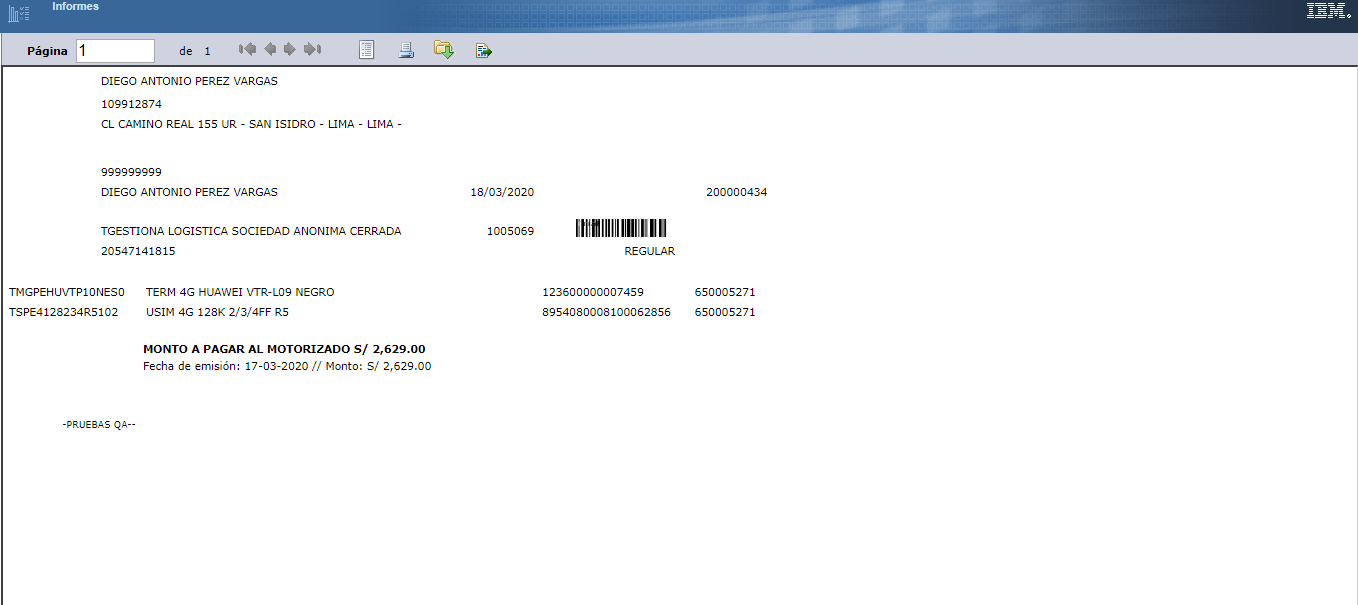 Informes
IBM.
Página 1 de 1
DIEGO ANTONIO PEREZ VARGAS
109912874
CL CAMINO REAL 155 UR - SAN ISIDRO - LIMA - LIMA -
999999999
DIEGO ANTONIO PEREZ VARGAS 18/03/2020 200000434
TGESTIONA LOGISTICA SOCIEDAD ANONIMA CERRADA 1005069
20547141815 REGULAR
TMGPEHUVTP10NES0 TERM 4G HUAWEI VTR-L09 NEGRO 123600000007459 650005271
TSPE4128234R5102 USIM 4G 128K 2/3/4FF R5 8954080008100062856 650005271
MONTO A PAGAR AL MOTORIZADO S/ 2,629.00
Fecha de emisión: 17-03-2020 // Monto: S/ 2,629.00
-PRUEBAS QA--